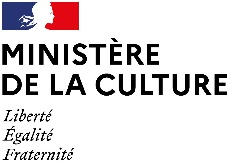 MINISTÈRE
DE LA CULTURE
Liberté
Égalité
Fraternité